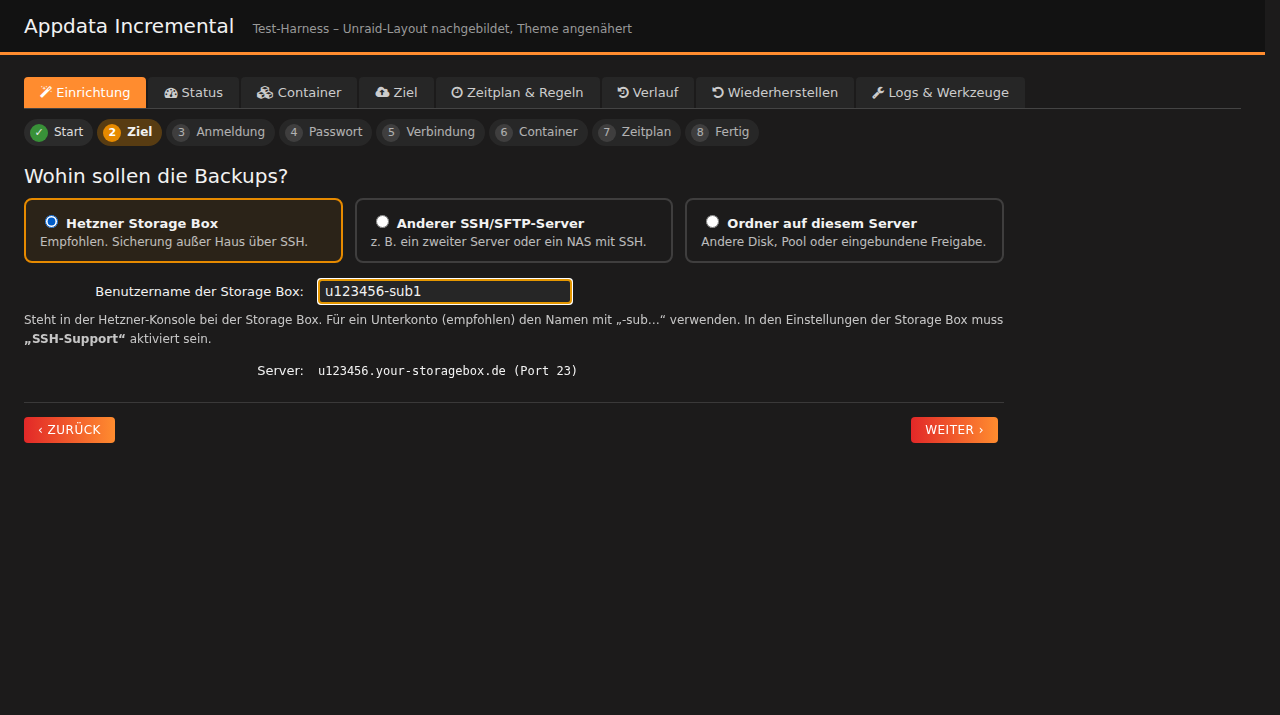 Appdata Incremental Test-Harness – Unraid-Layout nachgebildet, Theme angenähert
Einrichtung Status Container Ziel Zeitplan & Regeln Verlauf Wiederherstellen Logs & Werkzeuge
✓ Start 2 Ziel 3 Anmeldung 4 Passwort 5 Verbindung 6 Container 7 Zeitplan 8 Fertig
Wohin sollen die Backups?
Hetzner Storage Box
Empfohlen. Sicherung außer Haus über SSH.
Anderer SSH/SFTP-Server
z. B. ein zweiter Server oder ein NAS mit SSH.
Ordner auf diesem Server
Andere Disk, Pool oder eingebundene Freigabe.
Benutzername der Storage Box: u123456-sub1
Steht in der Hetzner-Konsole bei der Storage Box. Für ein Unterkonto (empfohlen) den Namen mit „-sub…“ verwenden. In den Einstellungen der Storage Box muss
„SSH-Support“ aktiviert sein.
Server: u123456.your-storagebox.de (Port 23)
‹ ZURÜCK WEITER ›